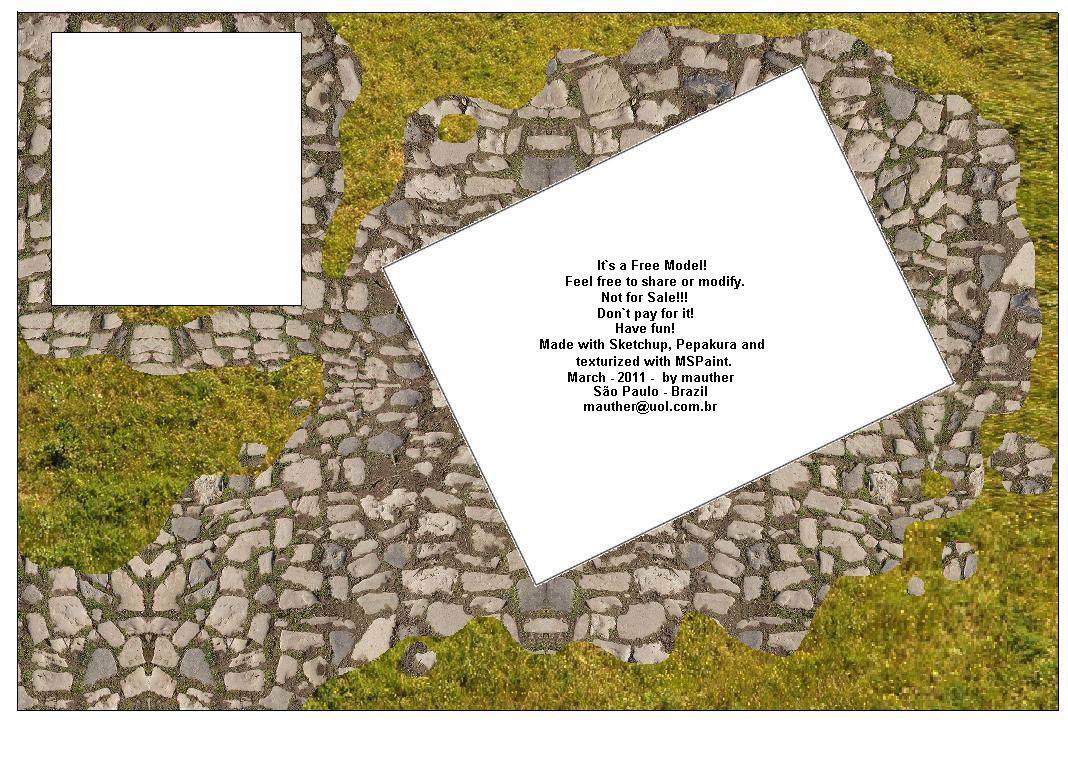 It`s a Free Model!
Feel free to share or modify.
Not for Sale!!!
Don`t pay for it!
Have fun!
Made with Sketchup, Pepakura and
texturized with MSPaint.
March - 2011 - by mauther
São Paulo - Brazil
mauther@uol.com.br